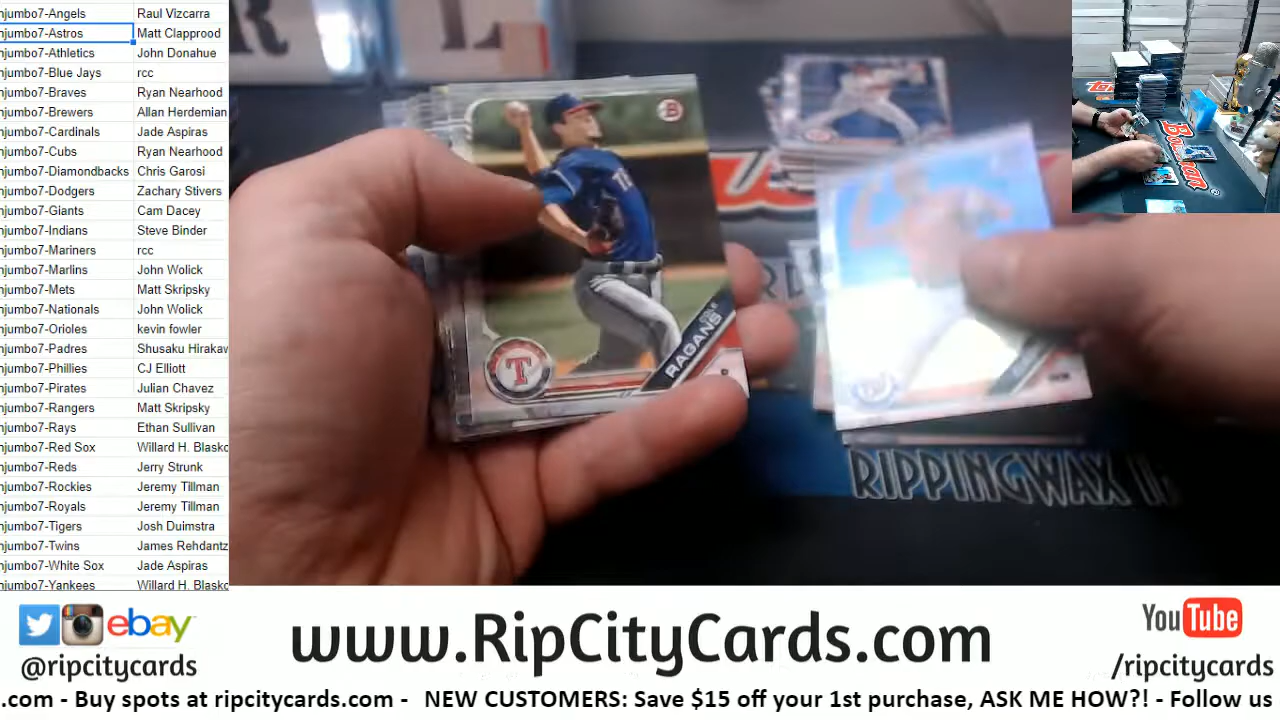 njumbo7-Angels Raul Vizcarra
njumbo7-Astros Matt Clapprood
njumbo7-Athletics John Donahue
njumbo7-Blue Jays rcc
njumbo7-Braves Ryan Nearhood
njumbo7-Brewers Allan Herdemian
njumbo7-Cardinals Jade Aspiras
njumbo7-Cubs Ryan Nearhood
njumbo7-Diamondbacks Chris Garosi
njumbo7-Dodgers Zachary Stivers
njumbo7-Giants Cam Dacey
njumbo7-Indians Steve Binder
njumbo7-Mariners rcc
njumbo7-Marlins John Wolick
njumbo7-Mets Matt Skripsky
njumbo7-Nationals John Wolick
njumbo7-Orioles kevin fowler
njumbo7-Padres Shusaku Hirakaw
njumbo7-Phillies CJ Elliott
njumbo7-Pirates Julian Chavez
njumbo7-Rangers Matt Skripsky
njumbo7-Rays Ethan Sullivan
njumbo7-Red Sox Willard H. Blasko
njumbo7-Reds Jerry Strunk
njumbo7-Rockies Jeremy Tillman
njumbo7-Royals Jeremy Tillman
njumbo7-Tigers Josh Duimstra
njumbo7-Twins James Rehdantz
njumbo7-White Sox Jade Aspiras
njumbo7-Yankees Willard H. Blasko
B
T
RAGANS
RIPPINGWAX
Bowman
ebay
@ripcitycards
www.RipCityCards.com
YouTube
/ripcitycards
.com - Buy spots at ripcitycards.com - NEW CUSTOMERS: Save $15 off your 1st purchase, ASK ME HOW?! - Follow us